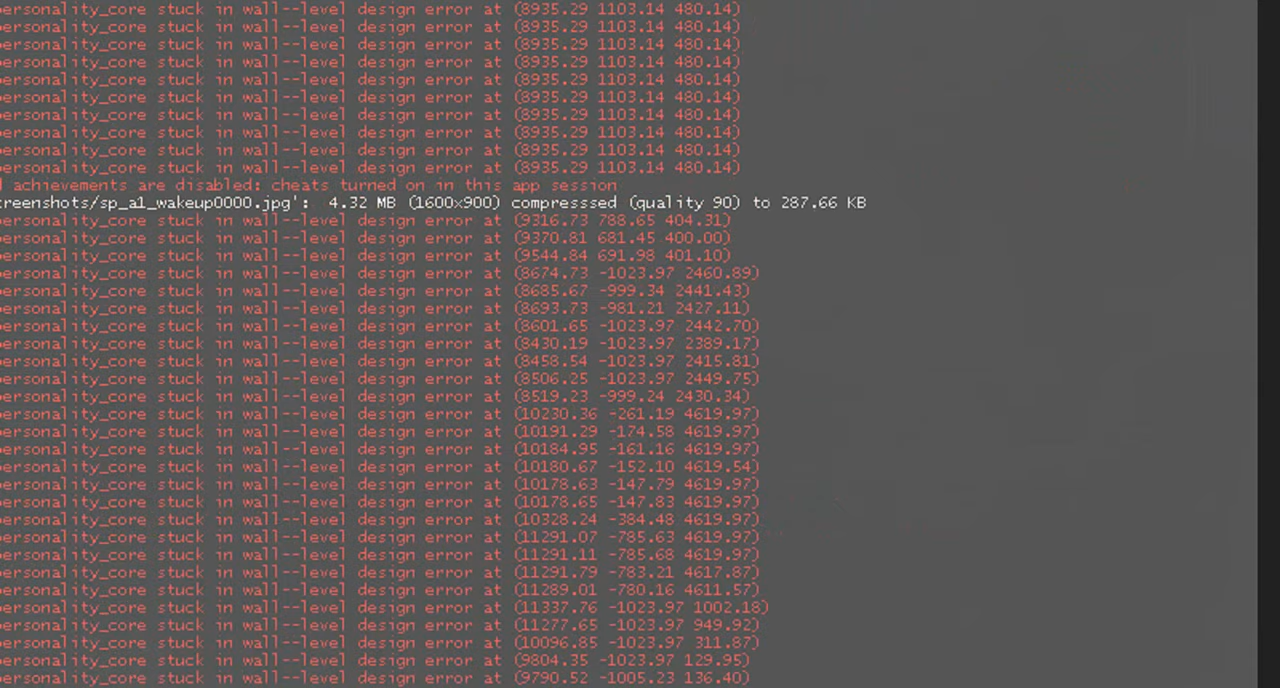 ersonality_core stuck in wall--level design error at (8935.29 1103.14 480.14)
ersonality_core stuck in wall--level design error at (8935.29 1103.14 480.14)
ersonality_core stuck in wall--level design error at (8935.29 1103.14 480.14)
ersonality_core stuck in wall--level design error at (8935.29 1103.14 480.14)
ersonality_core stuck in wall--level design error at (8935.29 1103.14 480.14)
ersonality_core stuck in wall--level design error at (8935.29 1103.14 480.14)
ersonality_core stuck in wall--level design error at (8935.29 1103.14 480.14)
ersonality_core stuck in wall--level design error at (8935.29 1103.14 480.14)
ersonality_core stuck in wall--level design error at (8935.29 1103.14 480.14)
ersonality_core stuck in wall--level design error at (8935.29 1103.14 480.14)
achievements are disabled: cheats turned on in this app session
creenshots/sp_a1_wakeup0000.jpg': 4.32 MB (1600x900) compresssed (quality 90) to 287.66 KB
ersonality_core stuck in wall--level design error at (9316.73 788.65 404.31)
ersonality_core stuck in wall--level design error at (9370.81 681.45 400.00)
ersonality_core stuck in wall--level design error at (9544.84 691.98 401.10)
ersonality_core stuck in wall--level design error at (8674.73 -1023.97 2460.89)
ersonality_core stuck in wall--level design error at (8685.67 -999.34 2441.43)
ersonality_core stuck in wall--level design error at (8693.73 -981.21 2427.11)
ersonality_core stuck in wall--level design error at (8601.65 -1023.97 2442.70)
ersonality_core stuck in wall--level design error at (8430.19 -1023.97 2389.17)
ersonality_core stuck in wall--level design error at (8458.54 -1023.97 2415.81)
ersonality_core stuck in wall--level design error at (8506.25 -1023.97 2449.75)
ersonality_core stuck in wall--level design error at (8519.23 -999.24 2430.34)
ersonality_core stuck in wall--level design error at (10230.36 -261.19 4619.97)
ersonality_core stuck in wall--level design error at (10191.29 -174.58 4619.97)
ersonality_core stuck in wall--level design error at (10184.95 -161.16 4619.97)
ersonality_core stuck in wall--level design error at (10180.67 -152.10 4619.54)
ersonality_core stuck in wall--level design error at (10178.63 -147.79 4619.97)
ersonality_core stuck in wall--level design error at (10178.65 -147.83 4619.97)
ersonality_core stuck in wall--level design error at (10328.24 -384.48 4619.97)
ersonality_core stuck in wall--level design error at (11291.07 -785.63 4619.97)
ersonality_core stuck in wall--level design error at (11291.11 -785.68 4619.97)
ersonality_core stuck in wall--level design error at (11291.79 -783.21 4617.87)
ersonality_core stuck in wall--level design error at (11289.01 -780.16 4611.57)
ersonality_core stuck in wall--level design error at (11337.76 -1023.97 1002.18)
ersonality_core stuck in wall--level design error at (11277.65 -1023.97 949.92)
ersonality_core stuck in wall--level design error at (10096.85 -1023.97 311.87)
ersonality_core stuck in wall--level design error at (9804.35 -1023.97 129.95)
ersonality_core stuck in wall--level design error at (9790.52 -1005.23 136.40)